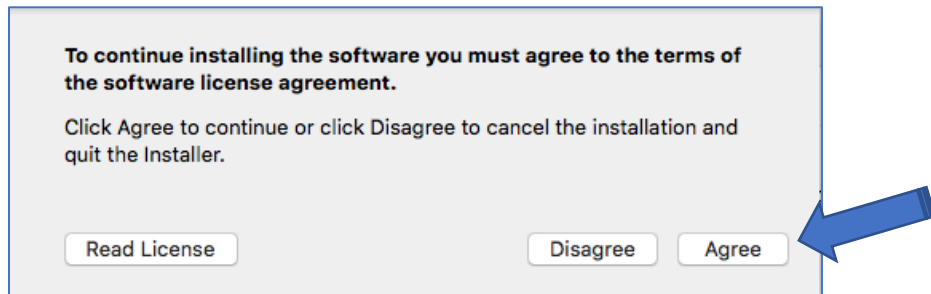 To continue installing the software you must agree to the terms of
the software license agreement.
Click Agree to continue or click Disagree to cancel the installation and
quit the Installer.
Read License Disagree Agree